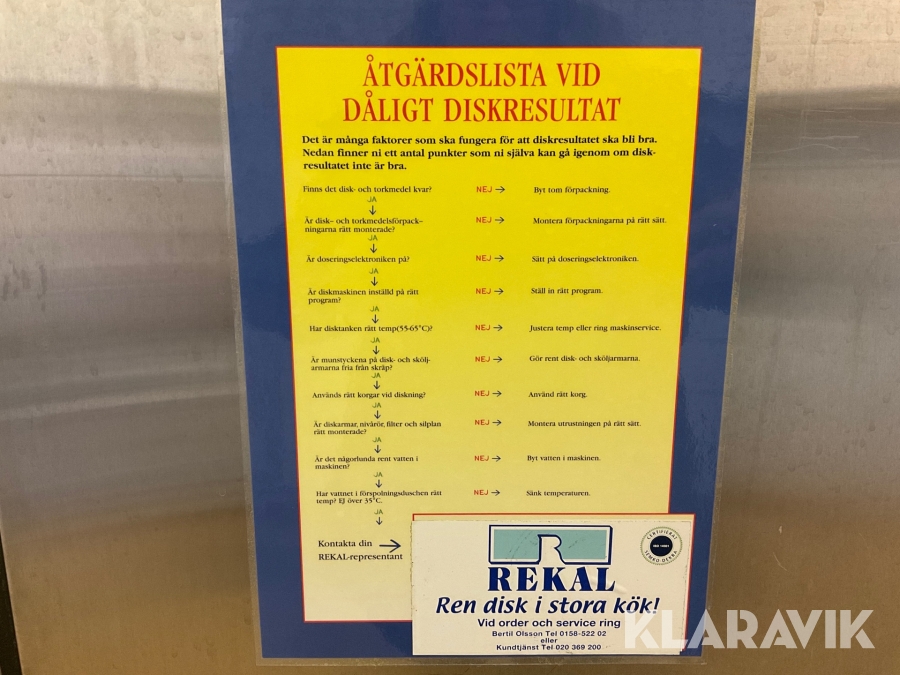 ÅTGÄRDSLISTA VID
DÅLIGT DISKRESULTAT
Det är många faktorer som ska fungera för att diskresultatet ska bli bra.
Nedan finner ni ett antal punkter som ni själva kan gå igenom om disk-
resultatet inte är bra.
Finns det disk- och torkmedel kvar? NEJ → Byt tom förpackning.
JA
↓
Är disk- och torkmedelsförpack-
ningarna rätt monterade? NEJ → Montera förpackningarna på rätt sätt.
JA
↓
Är doseringselektroniken på? NEJ → Sätt på doseringselektroniken.
JA
↓
Är diskmaskinen inställd på rätt
program? NEJ → Ställ in rätt program.
JA
↓
Har disktanken rätt temp(55-65°C)? NEJ → Justera temp eller ring maskinservice.
JA
↓
Är munstyckena på disk- och skölj-
armarna fria från skräp? NEJ → Gör rent disk- och sköljarmarna.
JA
↓
Används rätt korgar vid diskning? NEJ → Använd rätt korg.
JA
↓
Är diskarmar, nivårör, filter och silplan
rätt monterade? NEJ → Montera utrustningen på rätt sätt.
JA
↓
Är det någorlunda rent vatten i
maskinen? NEJ → Byt vatten i maskinen.
JA
↓
Har vattnet i förspolningsduschen rätt
temp? Ej över 35°C. NEJ → Sänk temperaturen.
JA
↓
Kontakta din →
REKAL-representant
R
REKAL
CERTIFIERAT
ISO 14001
SEMKO-DEKRA
Ren disk i stora kök!
Vid order och service ring
Bertil Olsson Tel 0158-522 02
eller
Kundtjänst Tel 020 369 200
KLARAVIK